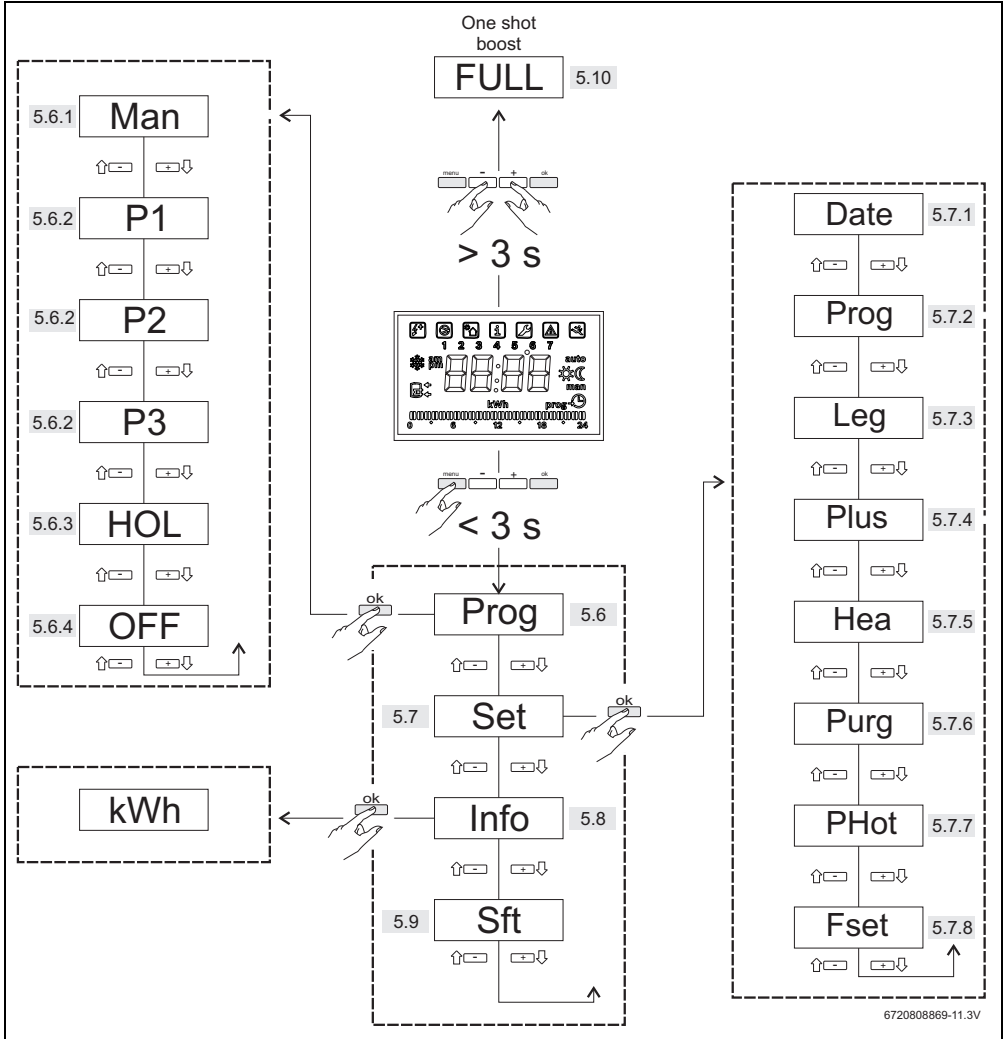 One shot
boost
FULL 5.10
menu - + ok
> 3 s
1 2 3 4 5 6 7
am
pm
88:88
auto
man
kWh
prog
0 6 12 18 24
menu - + ok
< 3 s
5.6.1 Man
- +
5.6.2 P1
- +
5.6.2 P2
- +
5.6.2 P3
- +
5.6.3 HOL
- +
5.6.4 OFF
- +
ok
Prog 5.6
- +
5.7 Set
ok
- +
ok
Info 5.8
- +
5.9 Sft
- +
kWh
Date 5.7.1
- +
Prog 5.7.2
- +
Leg 5.7.3
- +
Plus 5.7.4
- +
Hea 5.7.5
- +
Purg 5.7.6
- +
PHot 5.7.7
- +
Fset 5.7.8
- +
6720808869-11.3V